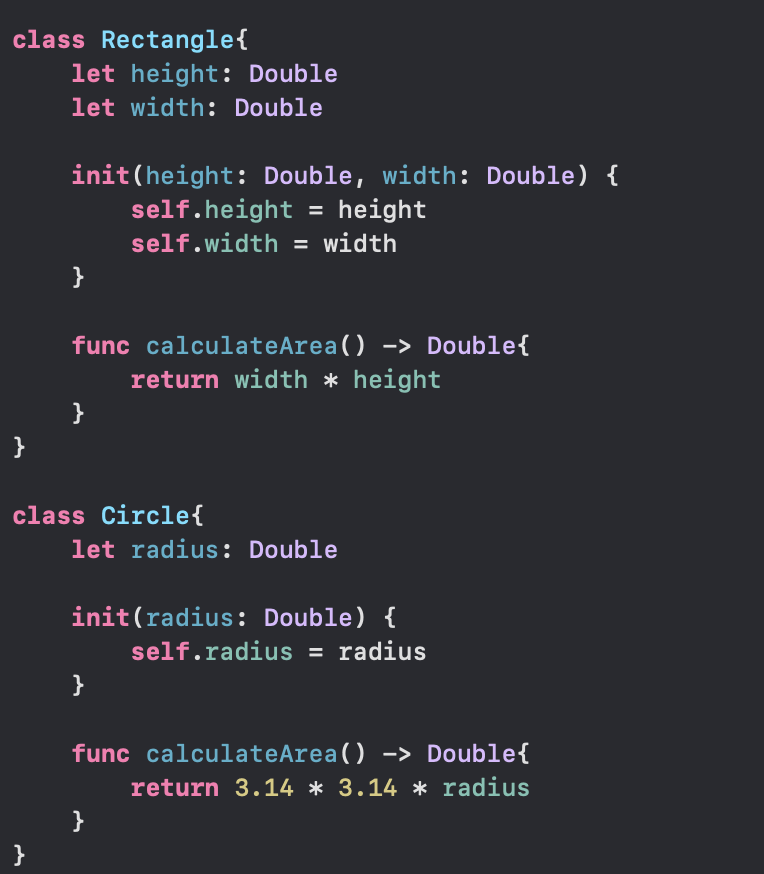 class Rectangle{
    let height: Double
    let width: Double

    init(height: Double, width: Double) {
        self.height = height
        self.width = width
    }

    func calculateArea() -> Double{
        return width * height
    }
}

class Circle{
    let radius: Double

    init(radius: Double) {
        self.radius = radius
    }

    func calculateArea() -> Double{
        return 3.14 * 3.14 * radius
    }
}